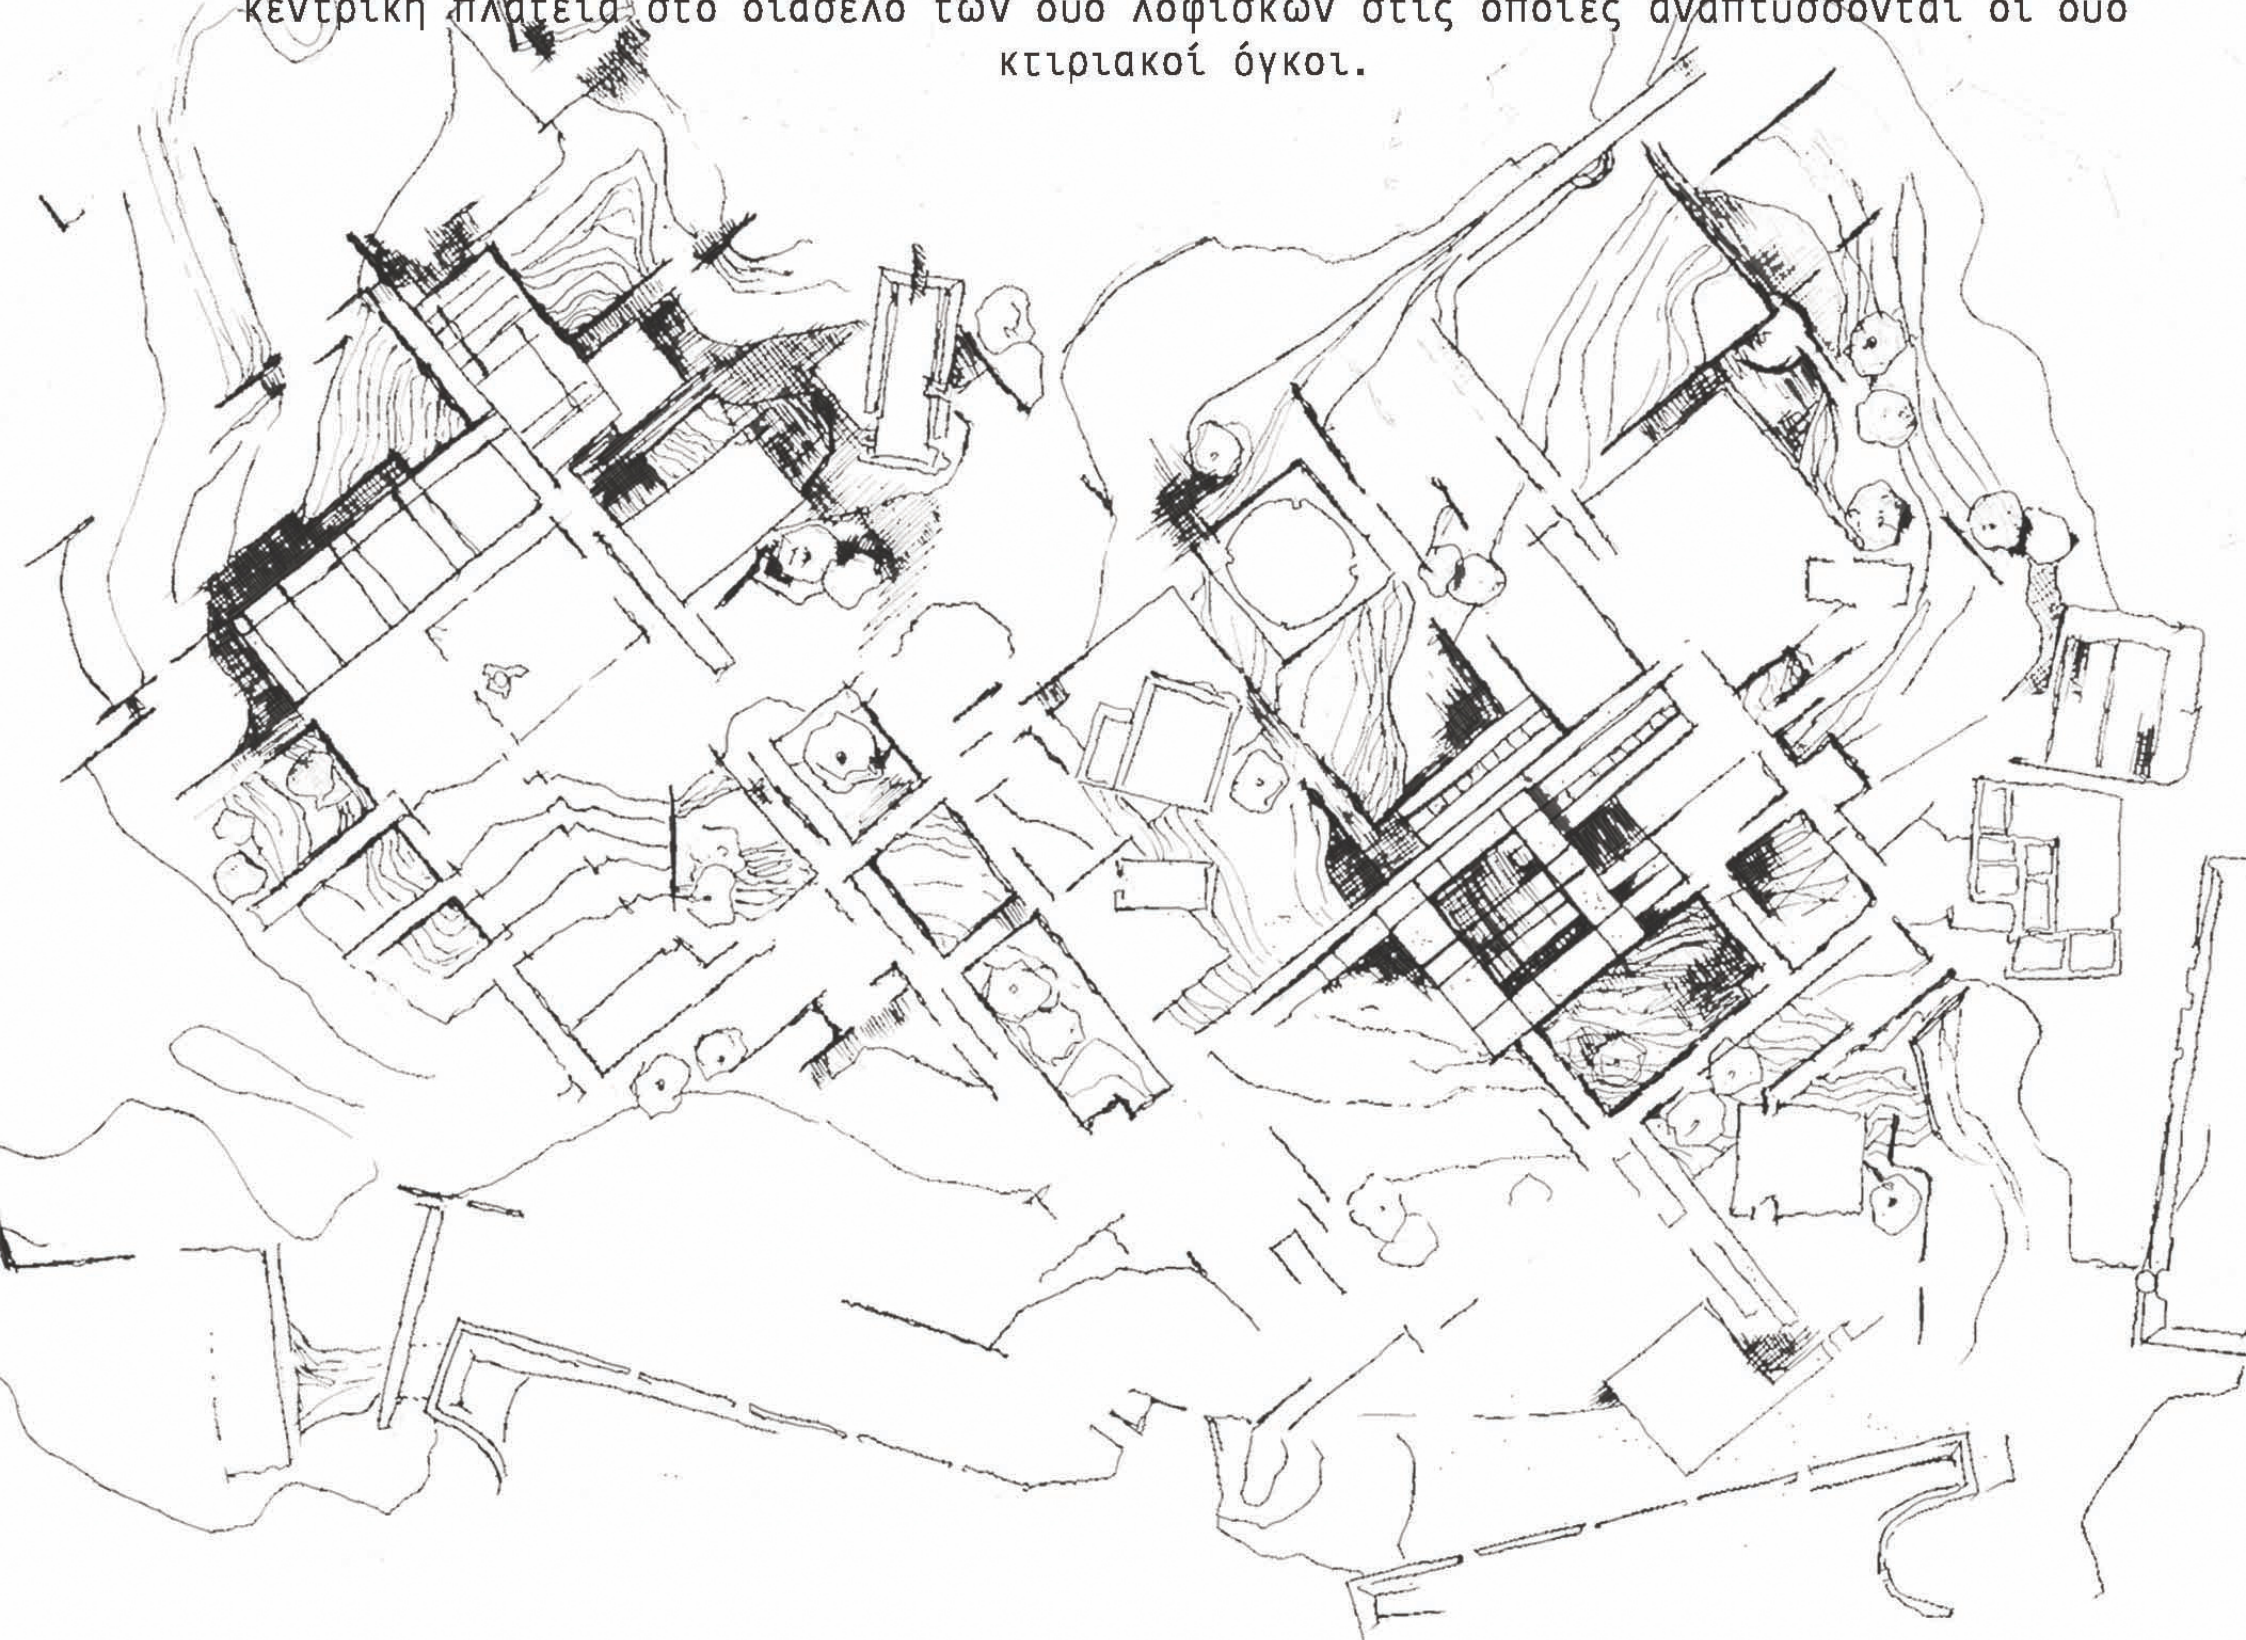 κεντρική πλατεία στο διάσελο των δύο λοφίσκων στις οποίες αναπτύσσονται οι δύο
κτιριακοί όγκοι.